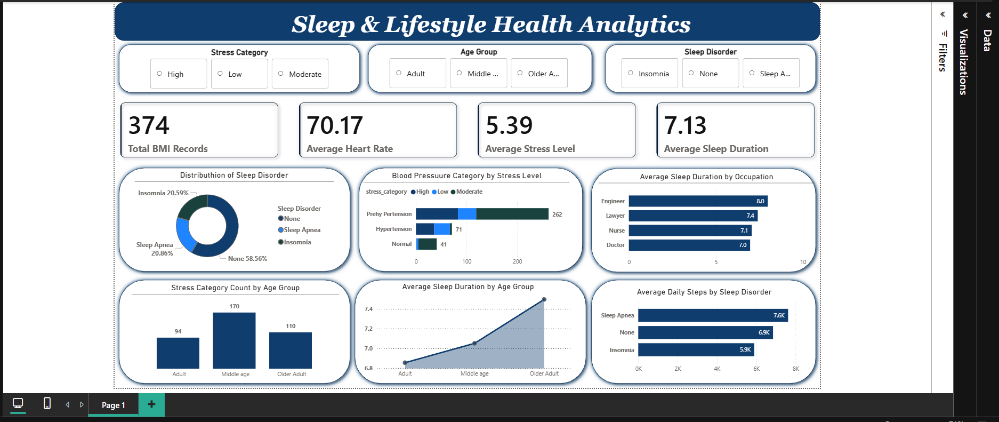 Sleep & Lifestyle Health Analytics
Stress Category
High
Low
Moderate
Age Group
Adult
Middle ...
Older A...
Sleep Disorder
Insomnia
None
Sleep A...
374
Total BMI Records
70.17
Average Heart Rate
5.39
Average Stress Level
7.13
Average Sleep Duration
Distributhion of Sleep Disorder
Insomnia 20.59%
Sleep Apnea
20.86%
None 58.56%
Sleep Disorder
None
Sleep Apnea
Insomnia
Blood Pressuure Category by Stress Level
stress_category High Low Moderate
Prehy Pertension 262
Hypertension 71
Normal 41
0 100 200
Average Sleep Duration by Occupation
Engineer 8.0
Lawyer 7.4
Nurse 7.1
Doctor 7.0
0 5 10
Stress Category Count by Age Group
94
170
110
Adult Middle age Older Adult
Average Sleep Duration by Age Group
7.4
7.2
7.0
6.8
Adult Middle age Older Adult
Average Daily Steps by Sleep Disorder
Sleep Apnea 7.6K
None 6.9K
Insomnia 5.9K
0K 2K 4K 6K 8K
Filters
Visualizations
Data
Page 1